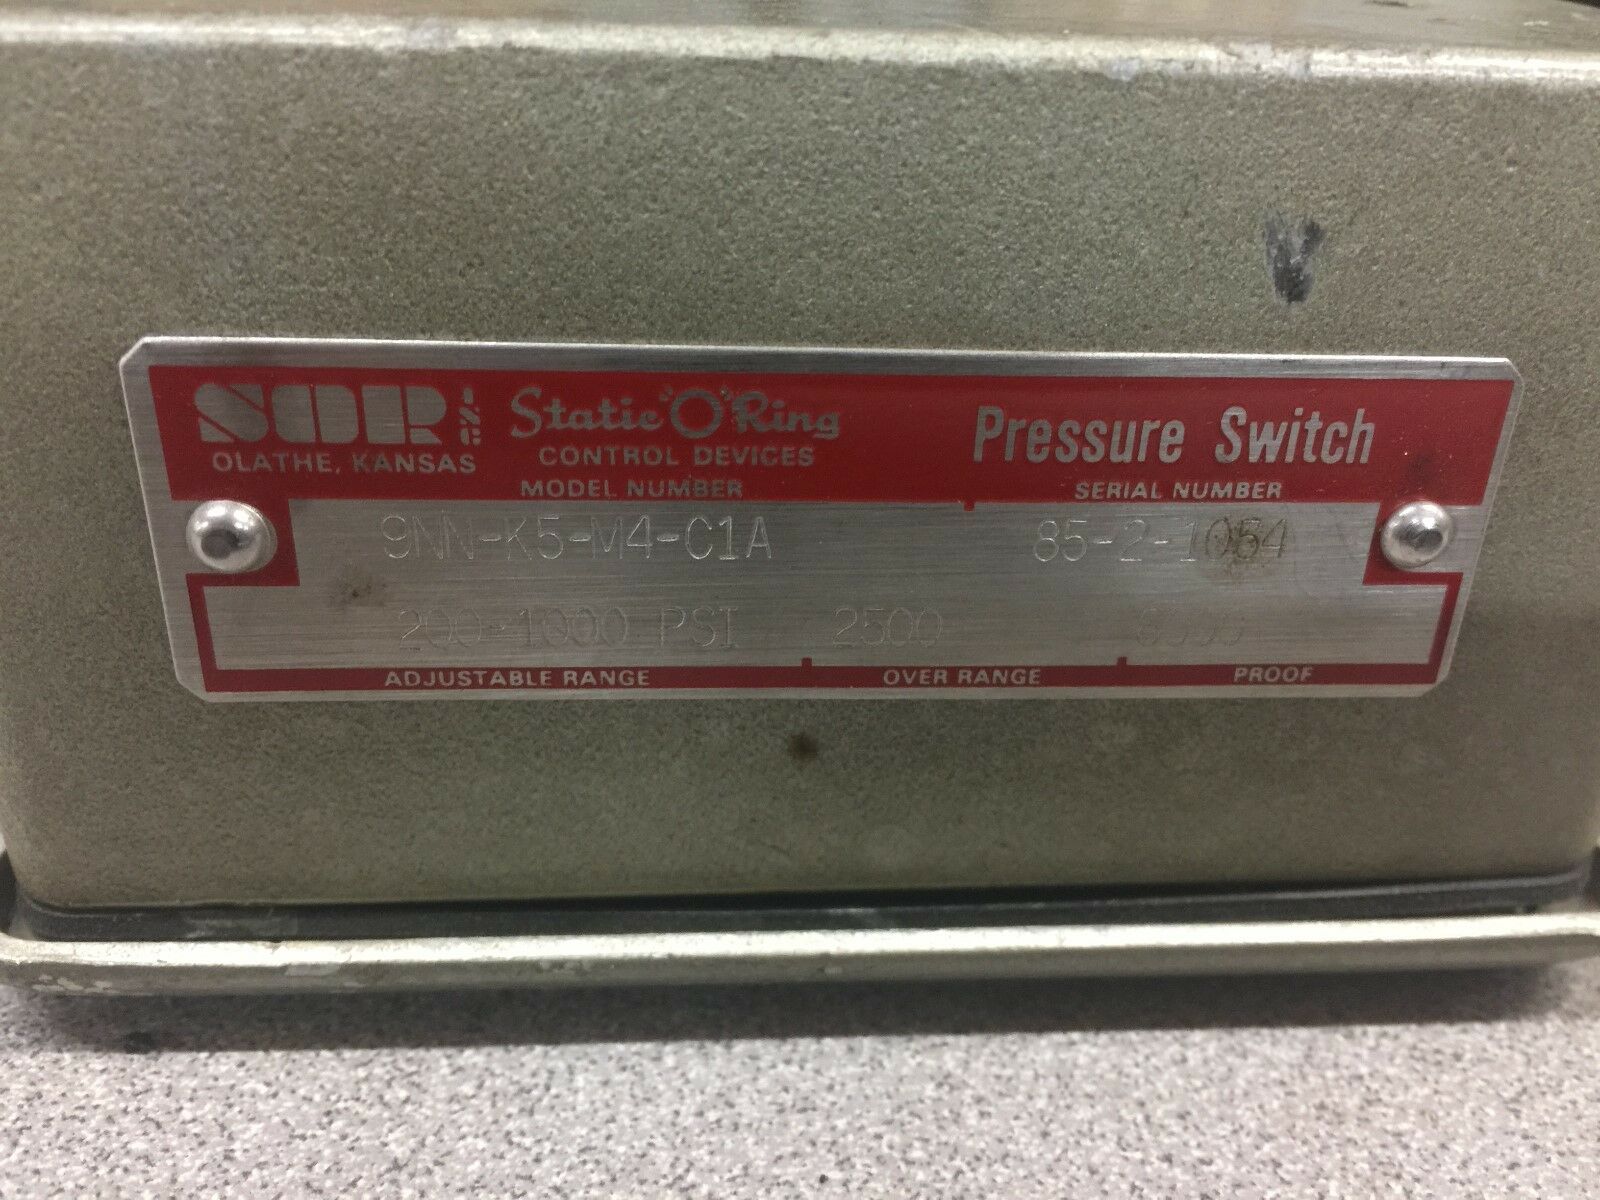 SOR INC
OLATHE, KANSAS
Static "O" Ring
CONTROL DEVICES
Pressure Switch
MODEL NUMBER
SERIAL NUMBER
9NN-K5-M4-C1A
85-2-1054
200-1000 PSI
2500
ADJUSTABLE RANGE
OVER RANGE
PROOF